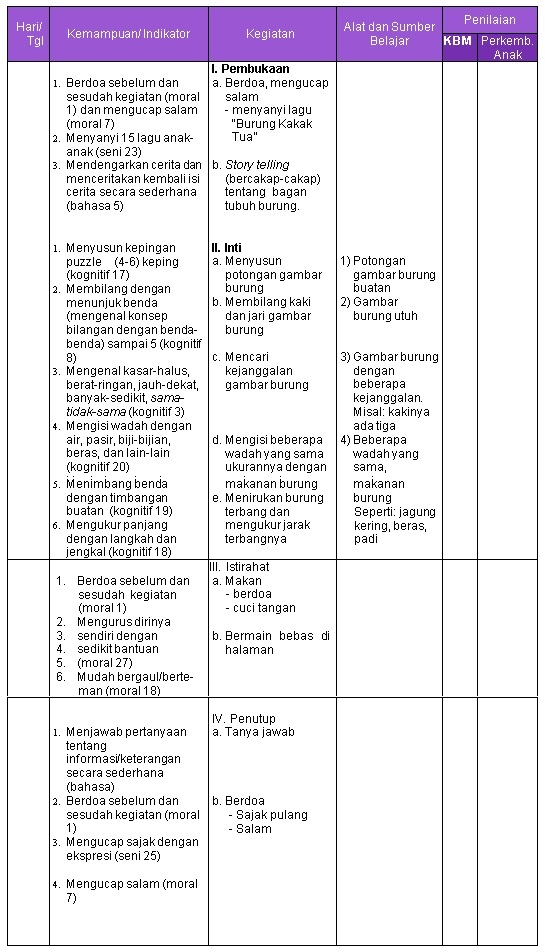 Hari/
Tgl
Kemampuan/ Indikator
Kegiatan
Alat dan Sumber
Belajar
Penilaian
KBM
Perkemb.
Anak
1. Berdoa sebelum dan
sesudah kegiatan (moral
1) dan mengucap salam
(moral 7)
2. Menyanyi 15 lagu anak-
anak (seni 23)
3. Mendengarkan cerita dan
menceritakan kembali isi
cerita secara sederhana
(bahasa 5)
I. Pembukaan
a. Berdoa, mengucap
salam
- menyanyi lagu
"Burung Kakak
Tua"
b. Story telling
(bercakap-cakap)
tentang bagan
tubuh burung.
1. Menyusun kepingan
puzzle (4-6) keping
(kognitif 17)
2. Membilang dengan
menunjuk benda
(mengenal konsep
bilangan dengan benda-
benda) sampai 5 (kognitif
8)
3. Mengenal kasar-halus,
berat-ringan, jauh-dekat,
banyak-sedikit, sama-
tidak-sama (kognitif 3)
4. Mengisi wadah dengan
air, pasir, biji-bijian,
beras, dan lain-lain
(kognitif 20)
5. Menimbang benda
dengan timbangan
buatan (kognitif 19)
6. Mengukur panjang
dengan langkah dan
jengkal (kognitif 18)
II. Inti
a. Menyusun
potongan gambar
burung
b. Membilang kaki
dan jari gambar
burung
c. Mencari
kejanggalan
gambar burung
d. Mengisi beberapa
wadah yang sama
ukurannya dengan
makanan burung
e. Menirukan burung
terbang dan
mengukur jarak
terbangnya
1) Potongan
gambar burung
buatan
2) Gambar
burung utuh
3) Gambar burung
dengan
beberapa
kejanggalan.
Misal: kakinya
ada tiga
4) Beberapa
wadah yang
sama,
makanan
burung
Seperti: jagung
kering, beras,
padi
1. Berdoa sebelum dan
sesudah kegiatan
(moral 1)
2. Mengurus dirinya
3. sendiri dengan
4. sedikit bantuan
5. (moral 27)
6. Mudah bergaul/berte-
man (moral 18)
III. Istirahat
a. Makan
- berdoa
- cuci tangan
b. Bermain bebas di
halaman
1. Menjawab pertanyaan
tentang
informasi/keterangan
secara sederhana
(bahasa)
2. Berdoa sebelum dan
sesudah kegiatan (moral
1)
3. Mengucap sajak dengan
ekspresi (seni 25)
4. Mengucap salam (moral
7)
IV. Penutup
a. Tanya jawab
b. Berdoa
- Sajak pulang
- Salam